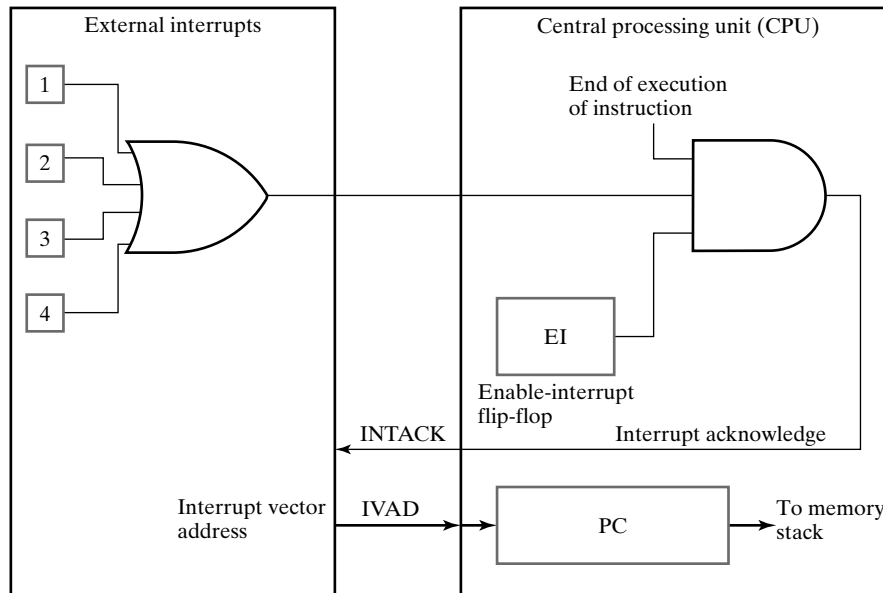 External interrupts
Central processing unit (CPU)
1
2
3
4
End of execution
of instruction
EI
Enable-interrupt
flip-flop
INTACK
Interrupt acknowledge
Interrupt vector
address
IVAD
PC
To memory
stack